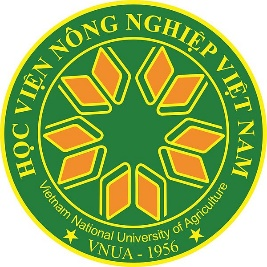 HỌC VIỆN NÔNG NGHIỆP VIỆT NAM
Vietnam National University of Agriculture
VNUA - 1956